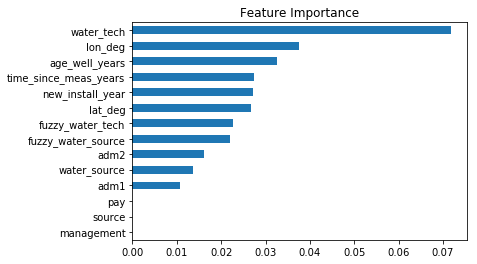 Feature Importance
water_tech
lon_deg
age_well_years
time_since_meas_years
new_install_year
lat_deg
fuzzy_water_tech
fuzzy_water_source
adm2
water_source
adm1
pay
source
management
0.00 0.01 0.02 0.03 0.04 0.05 0.06 0.07